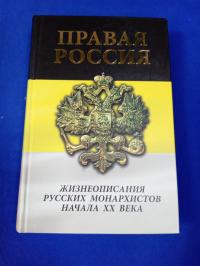 ПРАВАЯ
РОССИЯ
ЖИЗНЕОПИСАНИЯ
РУССКИХ МОНАРХИСТОВ
НАЧАЛА XX ВЕКА